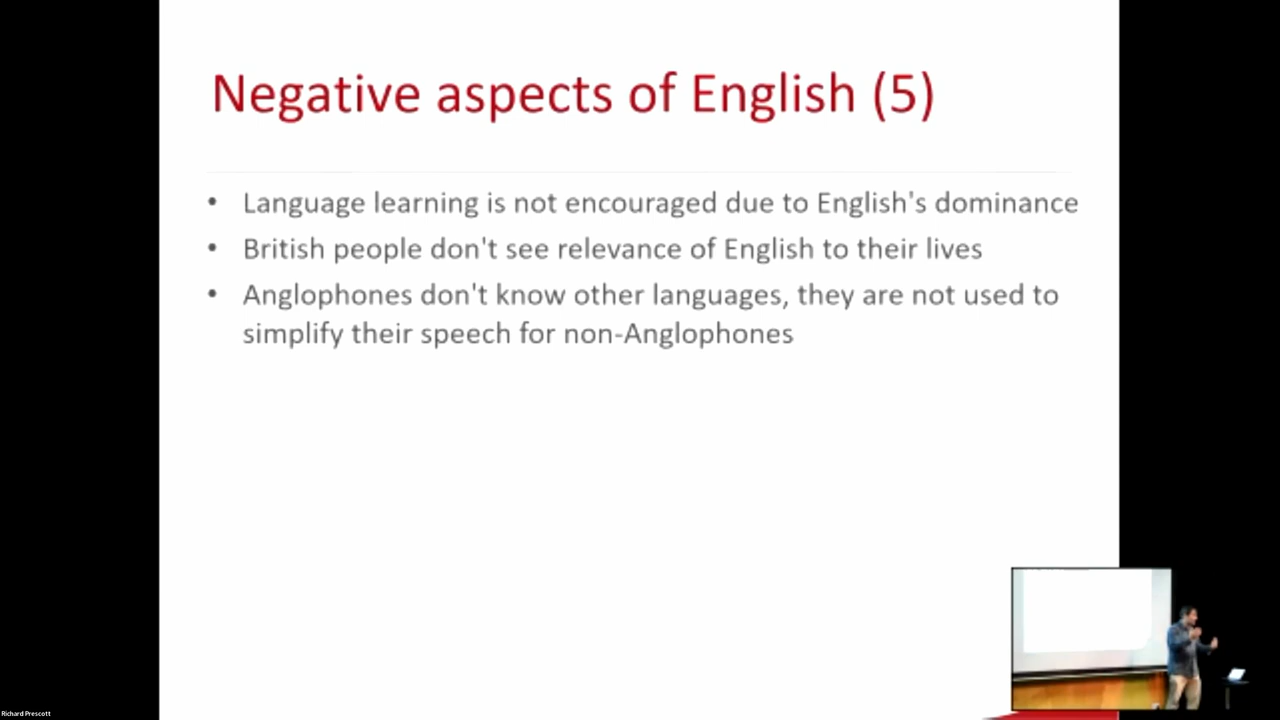 Negative aspects of English (5)
• Language learning is not encouraged due to English's dominance
• British people don't see relevance of English to their lives
• Anglophones don't know other languages, they are not used to
simplify their speech for non-Anglophones
Richard Prescott